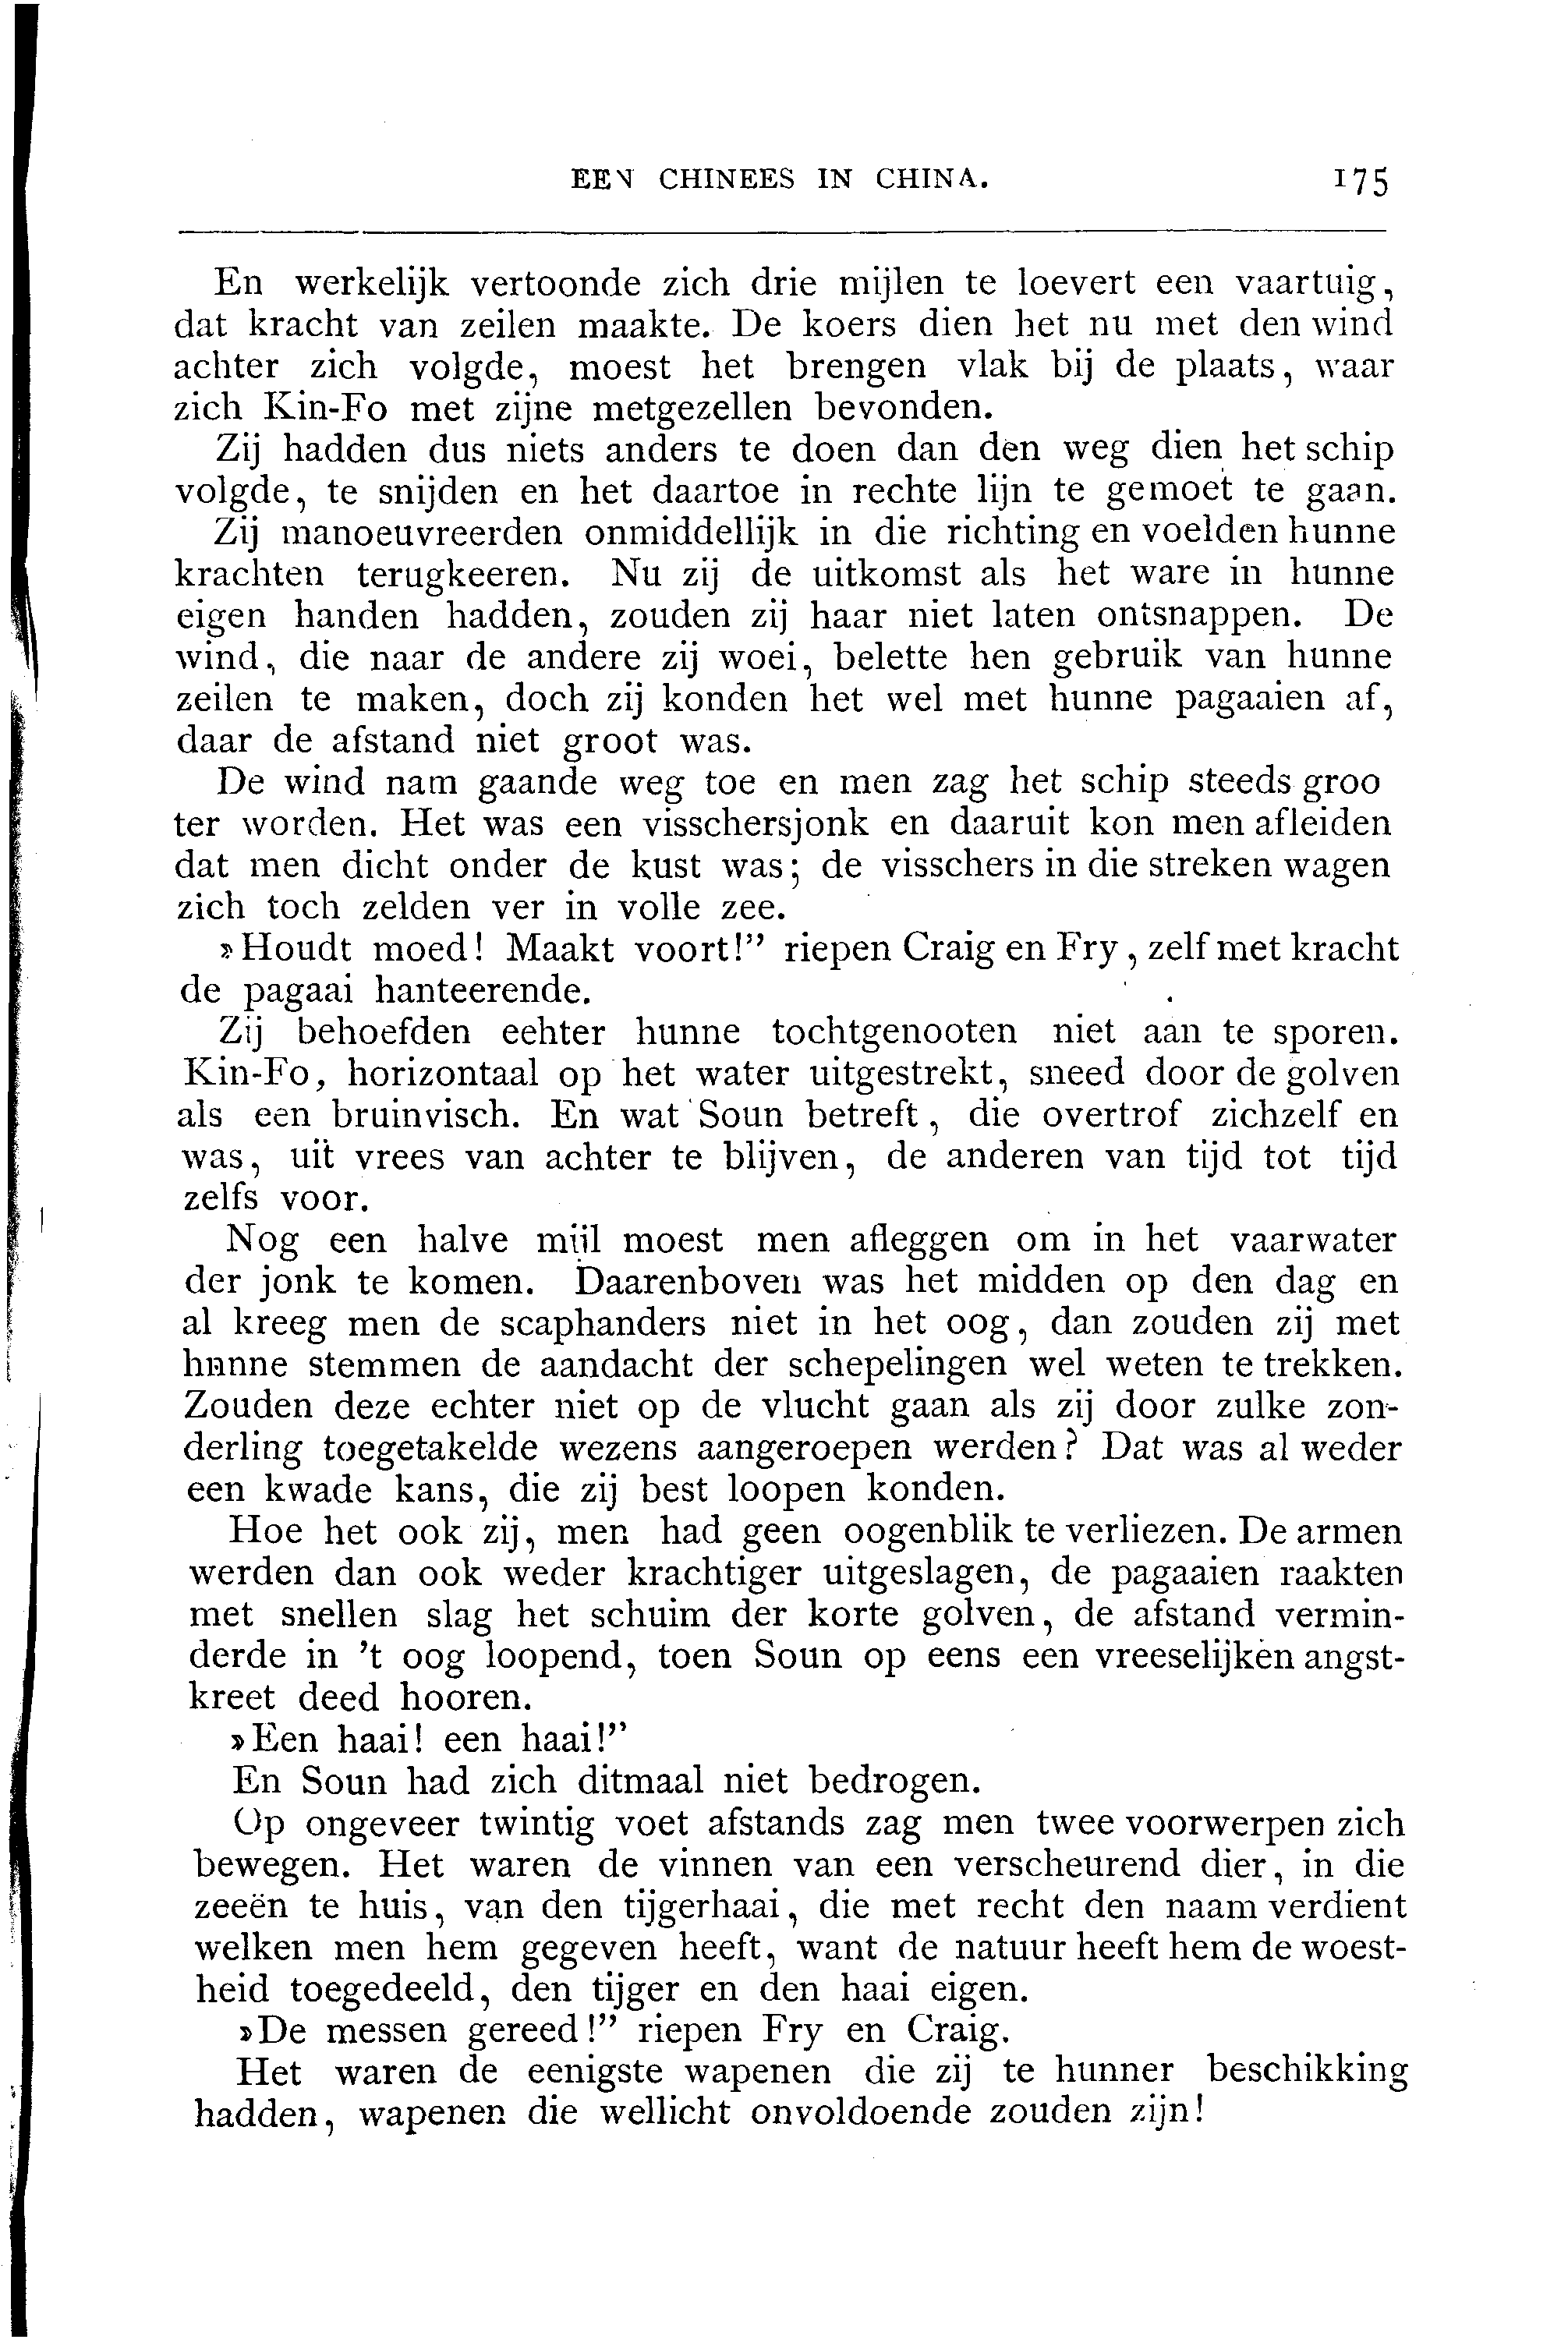 EEN CHINEES IN CHINA. 175
En werkelijk vertoonde zich drie mijlen te loevert een vaartuig,
dat kracht van zeilen maakte. De koers dien het nu met den wind
achter zich volgde, moest het brengen vlak bij de plaats, waar
zich Kin-Fo met zijne metgezellen bevonden.
Zij hadden dus niets anders te doen dan den weg dien het schip
volgde, te snijden en het daartoe in rechte lijn te gemoet te gaan.
Zij manoeuvreerden onmiddellijk in die richting en voelden hunne
krachten terugkeeren. Nu zij de uitkomst als het ware in hunne
eigen handen hadden, zouden zij haar niet laten ontsnappen. De
wind, die naar de andere zij woei, belette hen gebruik van hunne
zeilen te maken, doch zij konden het wel met hunne pagaaien af,
daar de afstand niet groot was.
De wind nam gaande weg toe en men zag het schip steeds groo
ter worden. Het was een visschersjonk en daaruit kon men afleiden
dat men dicht onder de kust was; de visschers in die streken wagen
zich toch zelden ver in volle zee.
»Houdt moed! Maakt voort!” riepen Craig en Fry, zelf met kracht
de pagaai hanteerende.
Zij behoefden eehter hunne tochtgenooten niet aan te sporen.
Kin-Fo, horizontaal op het water uitgestrekt, sneed door de golven
als een bruinvisch. En wat Soun betreft, die overtrof zichzelf en
was, uit vrees van achter te blijven, de anderen van tijd tot tijd
zelfs voor.
Nog een halve mijl moest men afleggen om in het vaarwater
der jonk te komen. Daarenboven was het midden op den dag en
al kreeg men de scaphanders niet in het oog, dan zouden zij met
hnnne stemmen de aandacht der schepelingen wel weten te trekken.
Zouden deze echter niet op de vlucht gaan als zij door zulke zon-
derling toegetakelde wezens aangeroepen werden? Dat was al weder
een kwade kans, die zij best loopen konden.
Hoe het ook zij, men had geen oogenblik te verliezen. De armen
werden dan ook weder krachtiger uitgeslagen, de pagaaien raakten
met snellen slag het schuim der korte golven, de afstand vermin-
derde in 't oog loopend, toen Soun op eens een vreeselijken angst-
kreet deed hooren.
»Een haai! een haai!”
En Soun had zich ditmaal niet bedrogen.
Op ongeveer twintig voet afstands zag men twee voorwerpen zich
bewegen. Het waren de vinnen van een verscheurend dier, in die
zeeën te huis, van den tijgerhaai, die met recht den naam verdient
welken men hem gegeven heeft, want de natuur heeft hem de woest-
heid toegedeeld, den tijger en den haai eigen.
»De messen gereed!” riepen Fry en Craig.
Het waren de eenigste wapenen die zij te hunner beschikking
hadden, wapenen die wellicht onvoldoende zouden zijn!